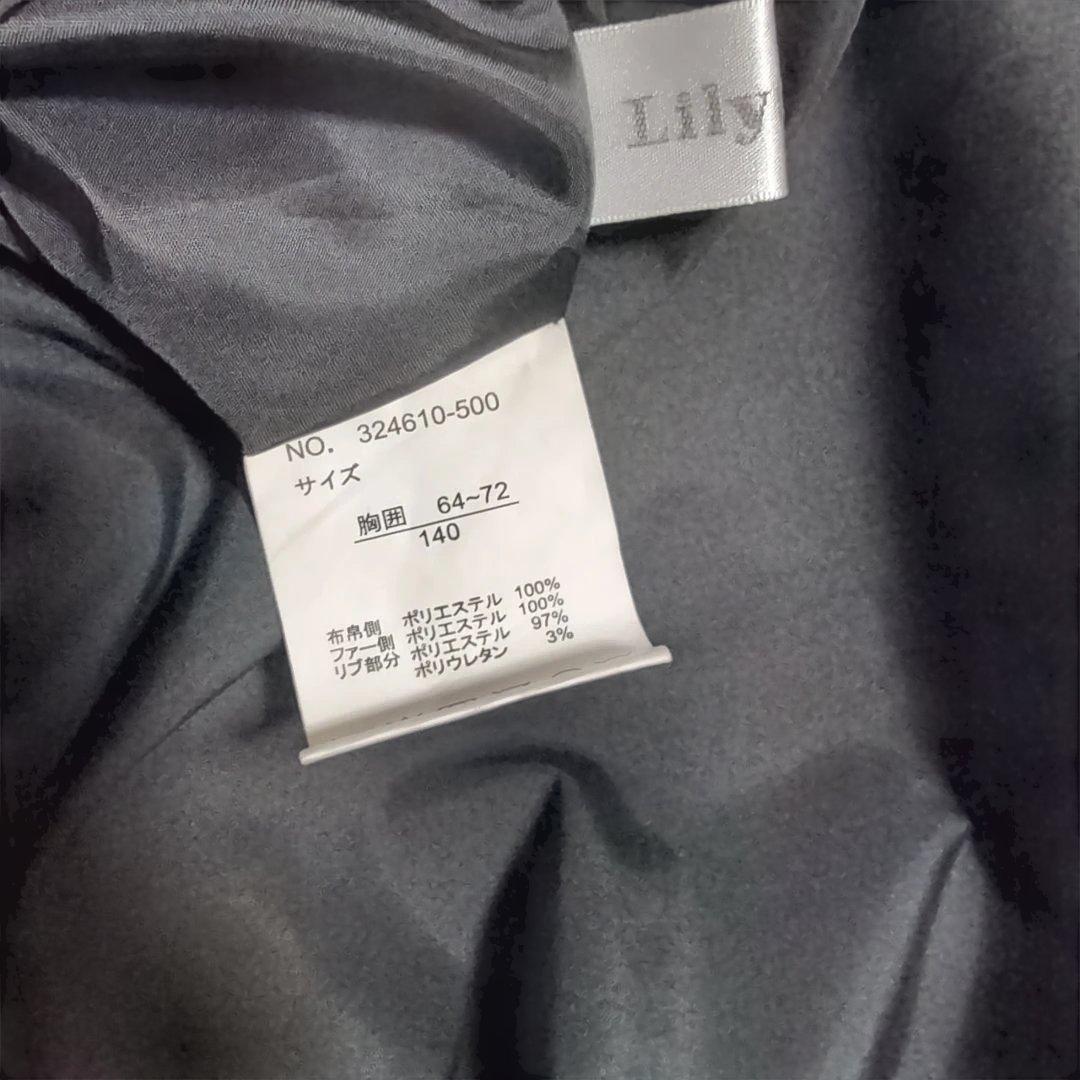 Lily
NO. 324610-500
サイズ
胸囲 64~72
140
布帛側 ポリエステル 100%
ファー側 ポリエステル 100%
リブ部分 ポリエステル 97%
ポリウレタン 3%